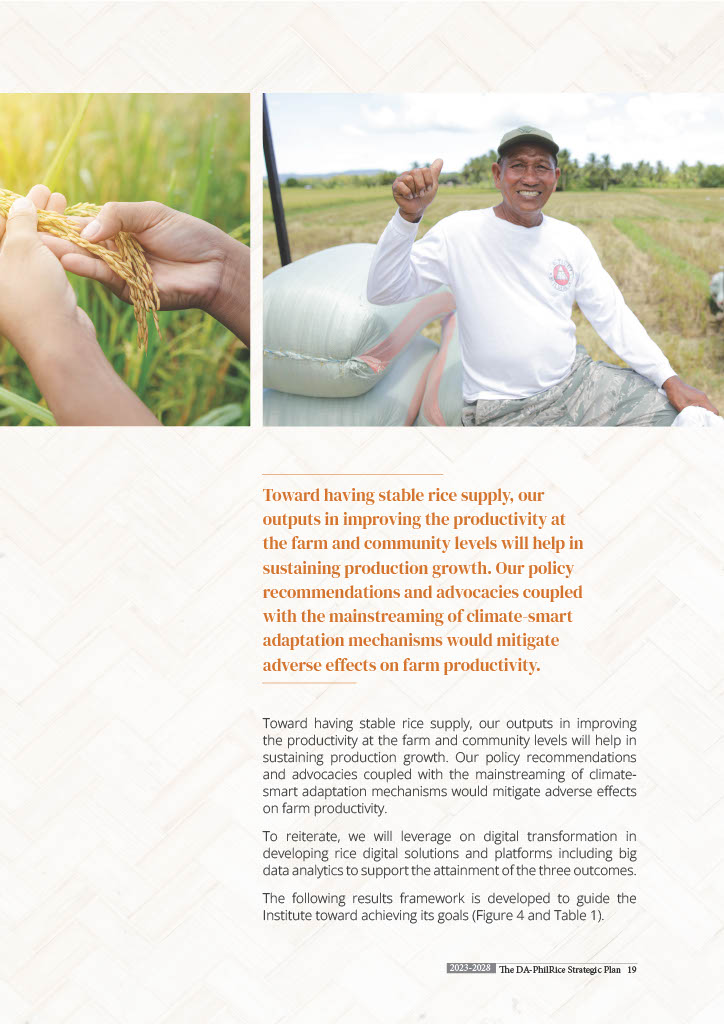 Toward having stable rice supply, our
outputs in improving the productivity at
the farm and community levels will help in
sustaining production growth. Our policy
recommendations and advocacies coupled
with the mainstreaming of climate-smart
adaptation mechanisms would mitigate
adverse effects on farm productivity.
Toward having stable rice supply, our outputs in improving
the productivity at the farm and community levels will help in
sustaining production growth. Our policy recommendations
and advocacies coupled with the mainstreaming of climate-
smart adaptation mechanisms would mitigate adverse effects
on farm productivity.
To reiterate, we will leverage on digital transformation in
developing rice digital solutions and platforms including big
data analytics to support the attainment of the three outcomes.
The following results framework is developed to guide the
Institute toward achieving its goals (Figure 4 and Table 1).
2023-2028 The DA-PhilRice Strategic Plan 19